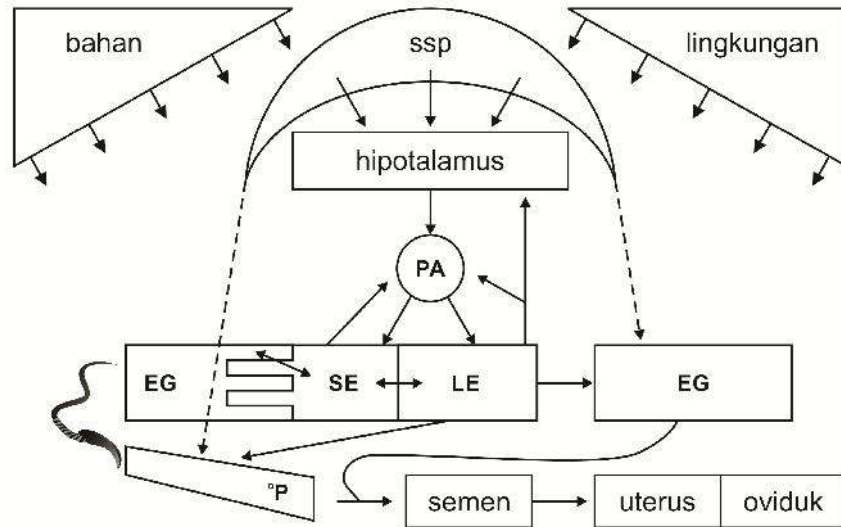 bahan
ssp
lingkungan
hipotalamus
PA
EG
SE
LE
EG
°P
semen
uterus
oviduk